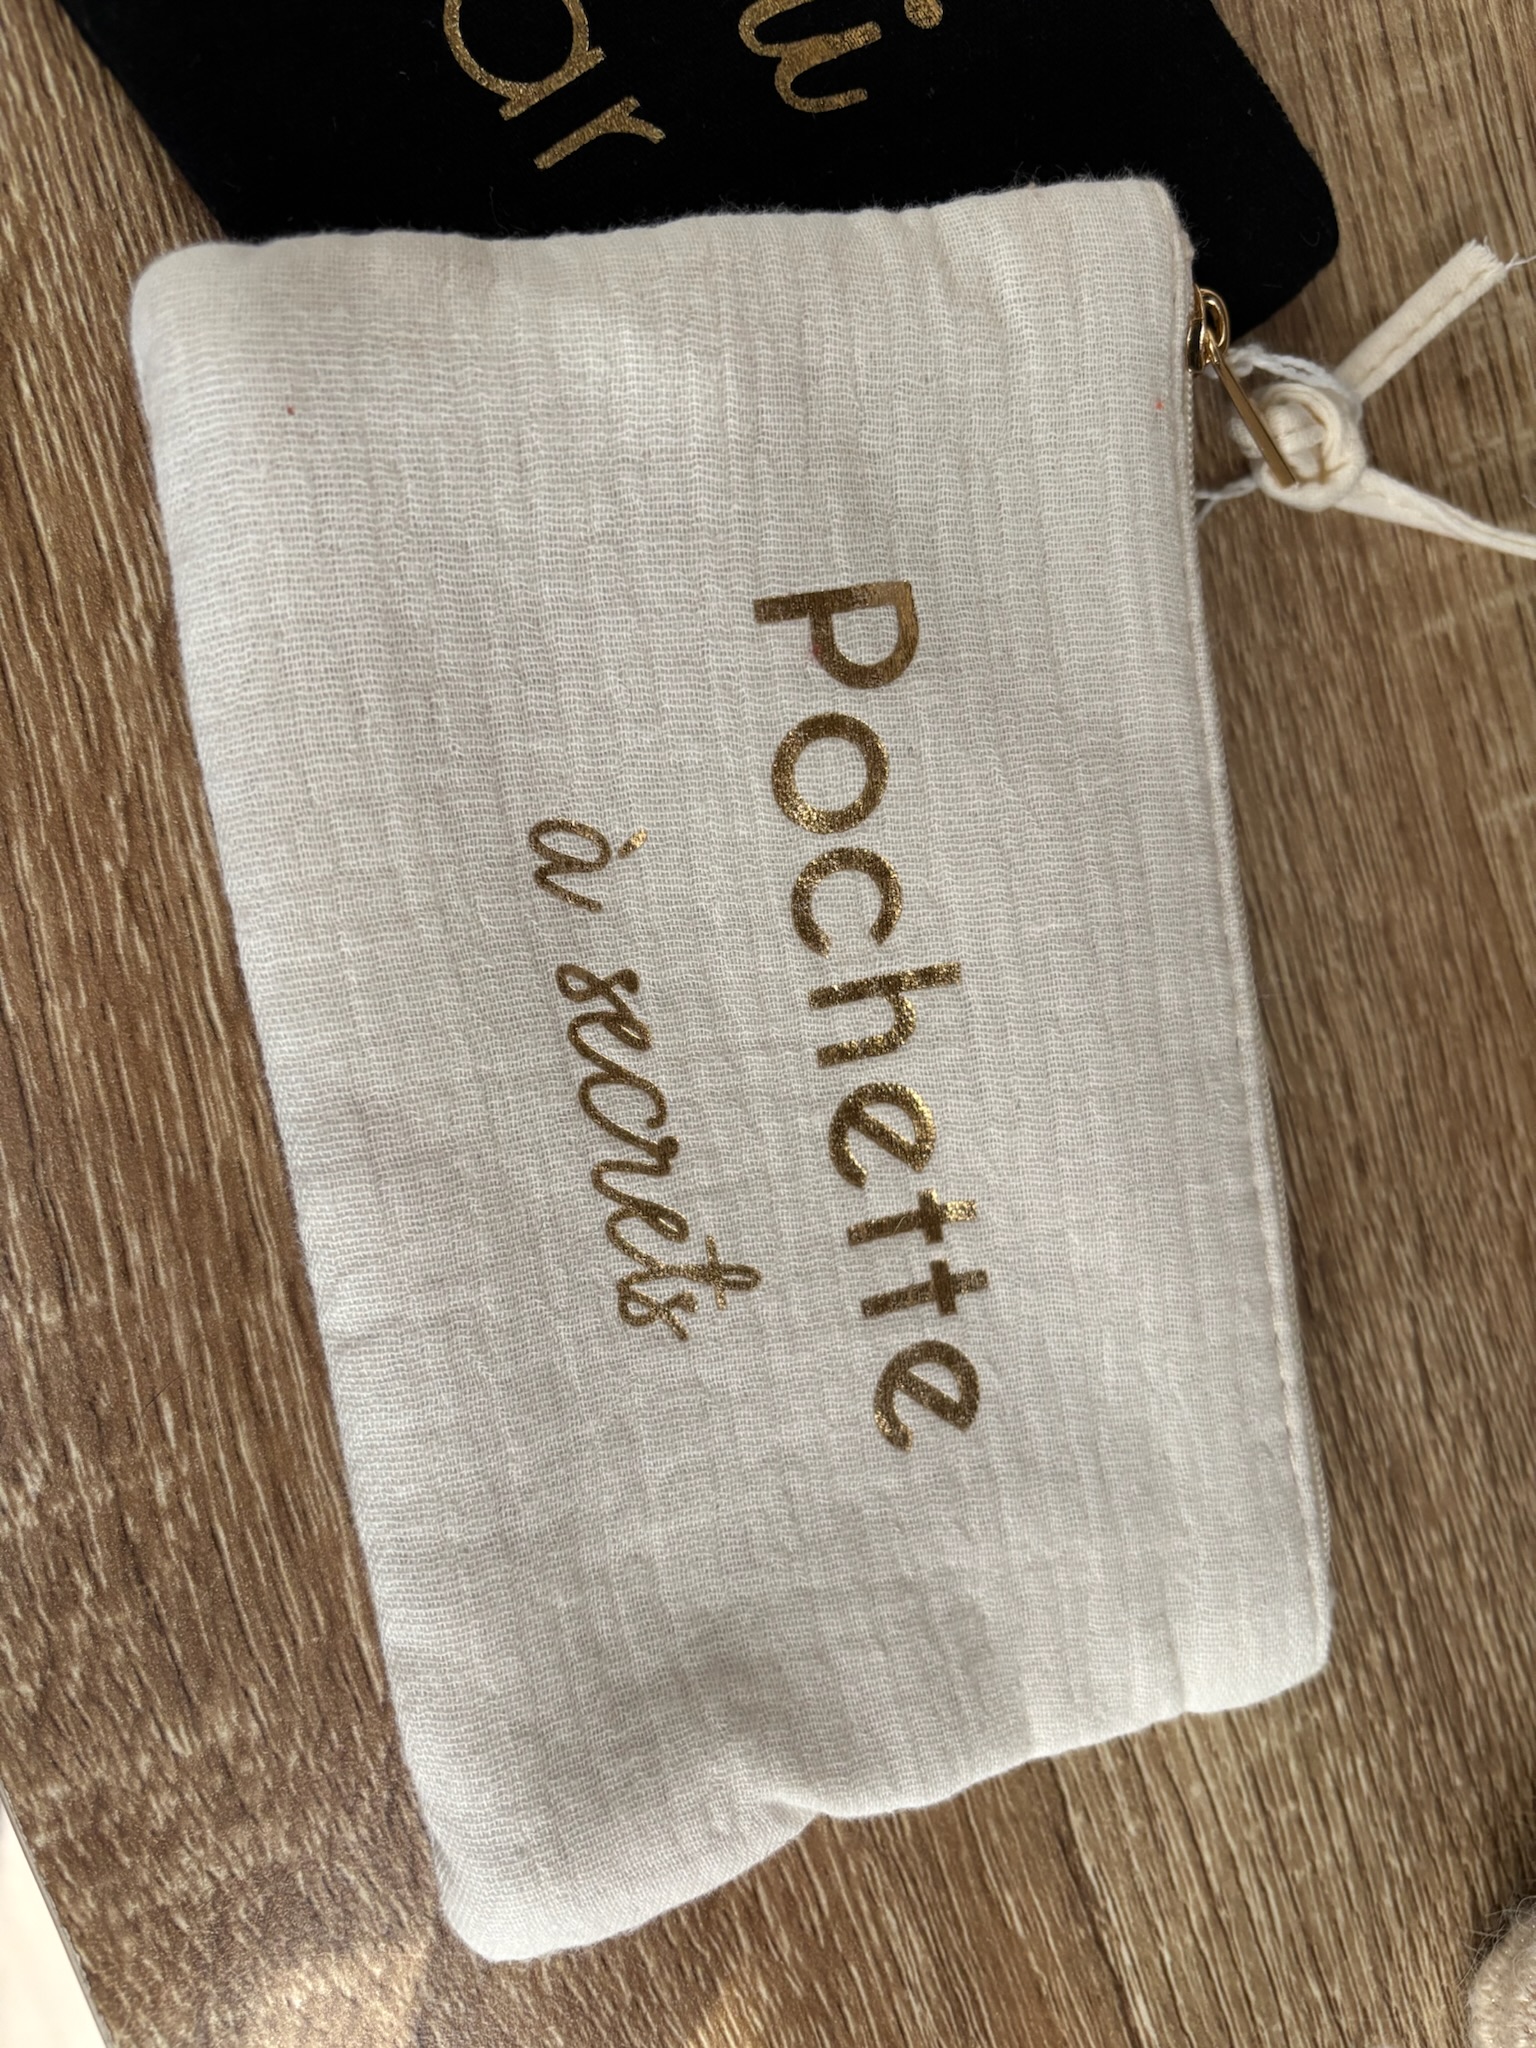 pochette
à secrets